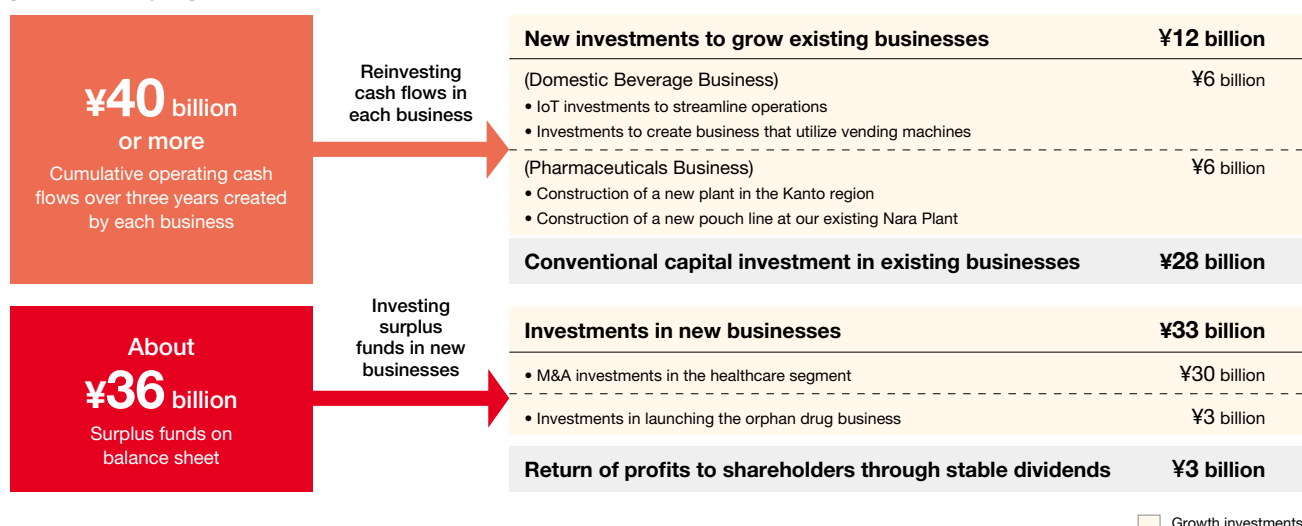 ¥40 billion
or more
Cumulative operating cash
flows over three years created
by each business
Reinvesting
cash flows in
each business
New investments to grow existing businesses ¥12 billion
(Domestic Beverage Business) ¥6 billion
• IoT investments to streamline operations
• Investments to create business that utilize vending machines
(Pharmaceuticals Business) ¥6 billion
• Construction of a new plant in the Kanto region
• Construction of a new pouch line at our existing Nara Plant
Conventional capital investment in existing businesses ¥28 billion
About
¥36 billion
Surplus funds on
balance sheet
Investing
surplus
funds in new
businesses
Investments in new businesses ¥33 billion
• M&A investments in the healthcare segment ¥30 billion
• Investments in launching the orphan drug business ¥3 billion
Return of profits to shareholders through stable dividends ¥3 billion
Growth investments